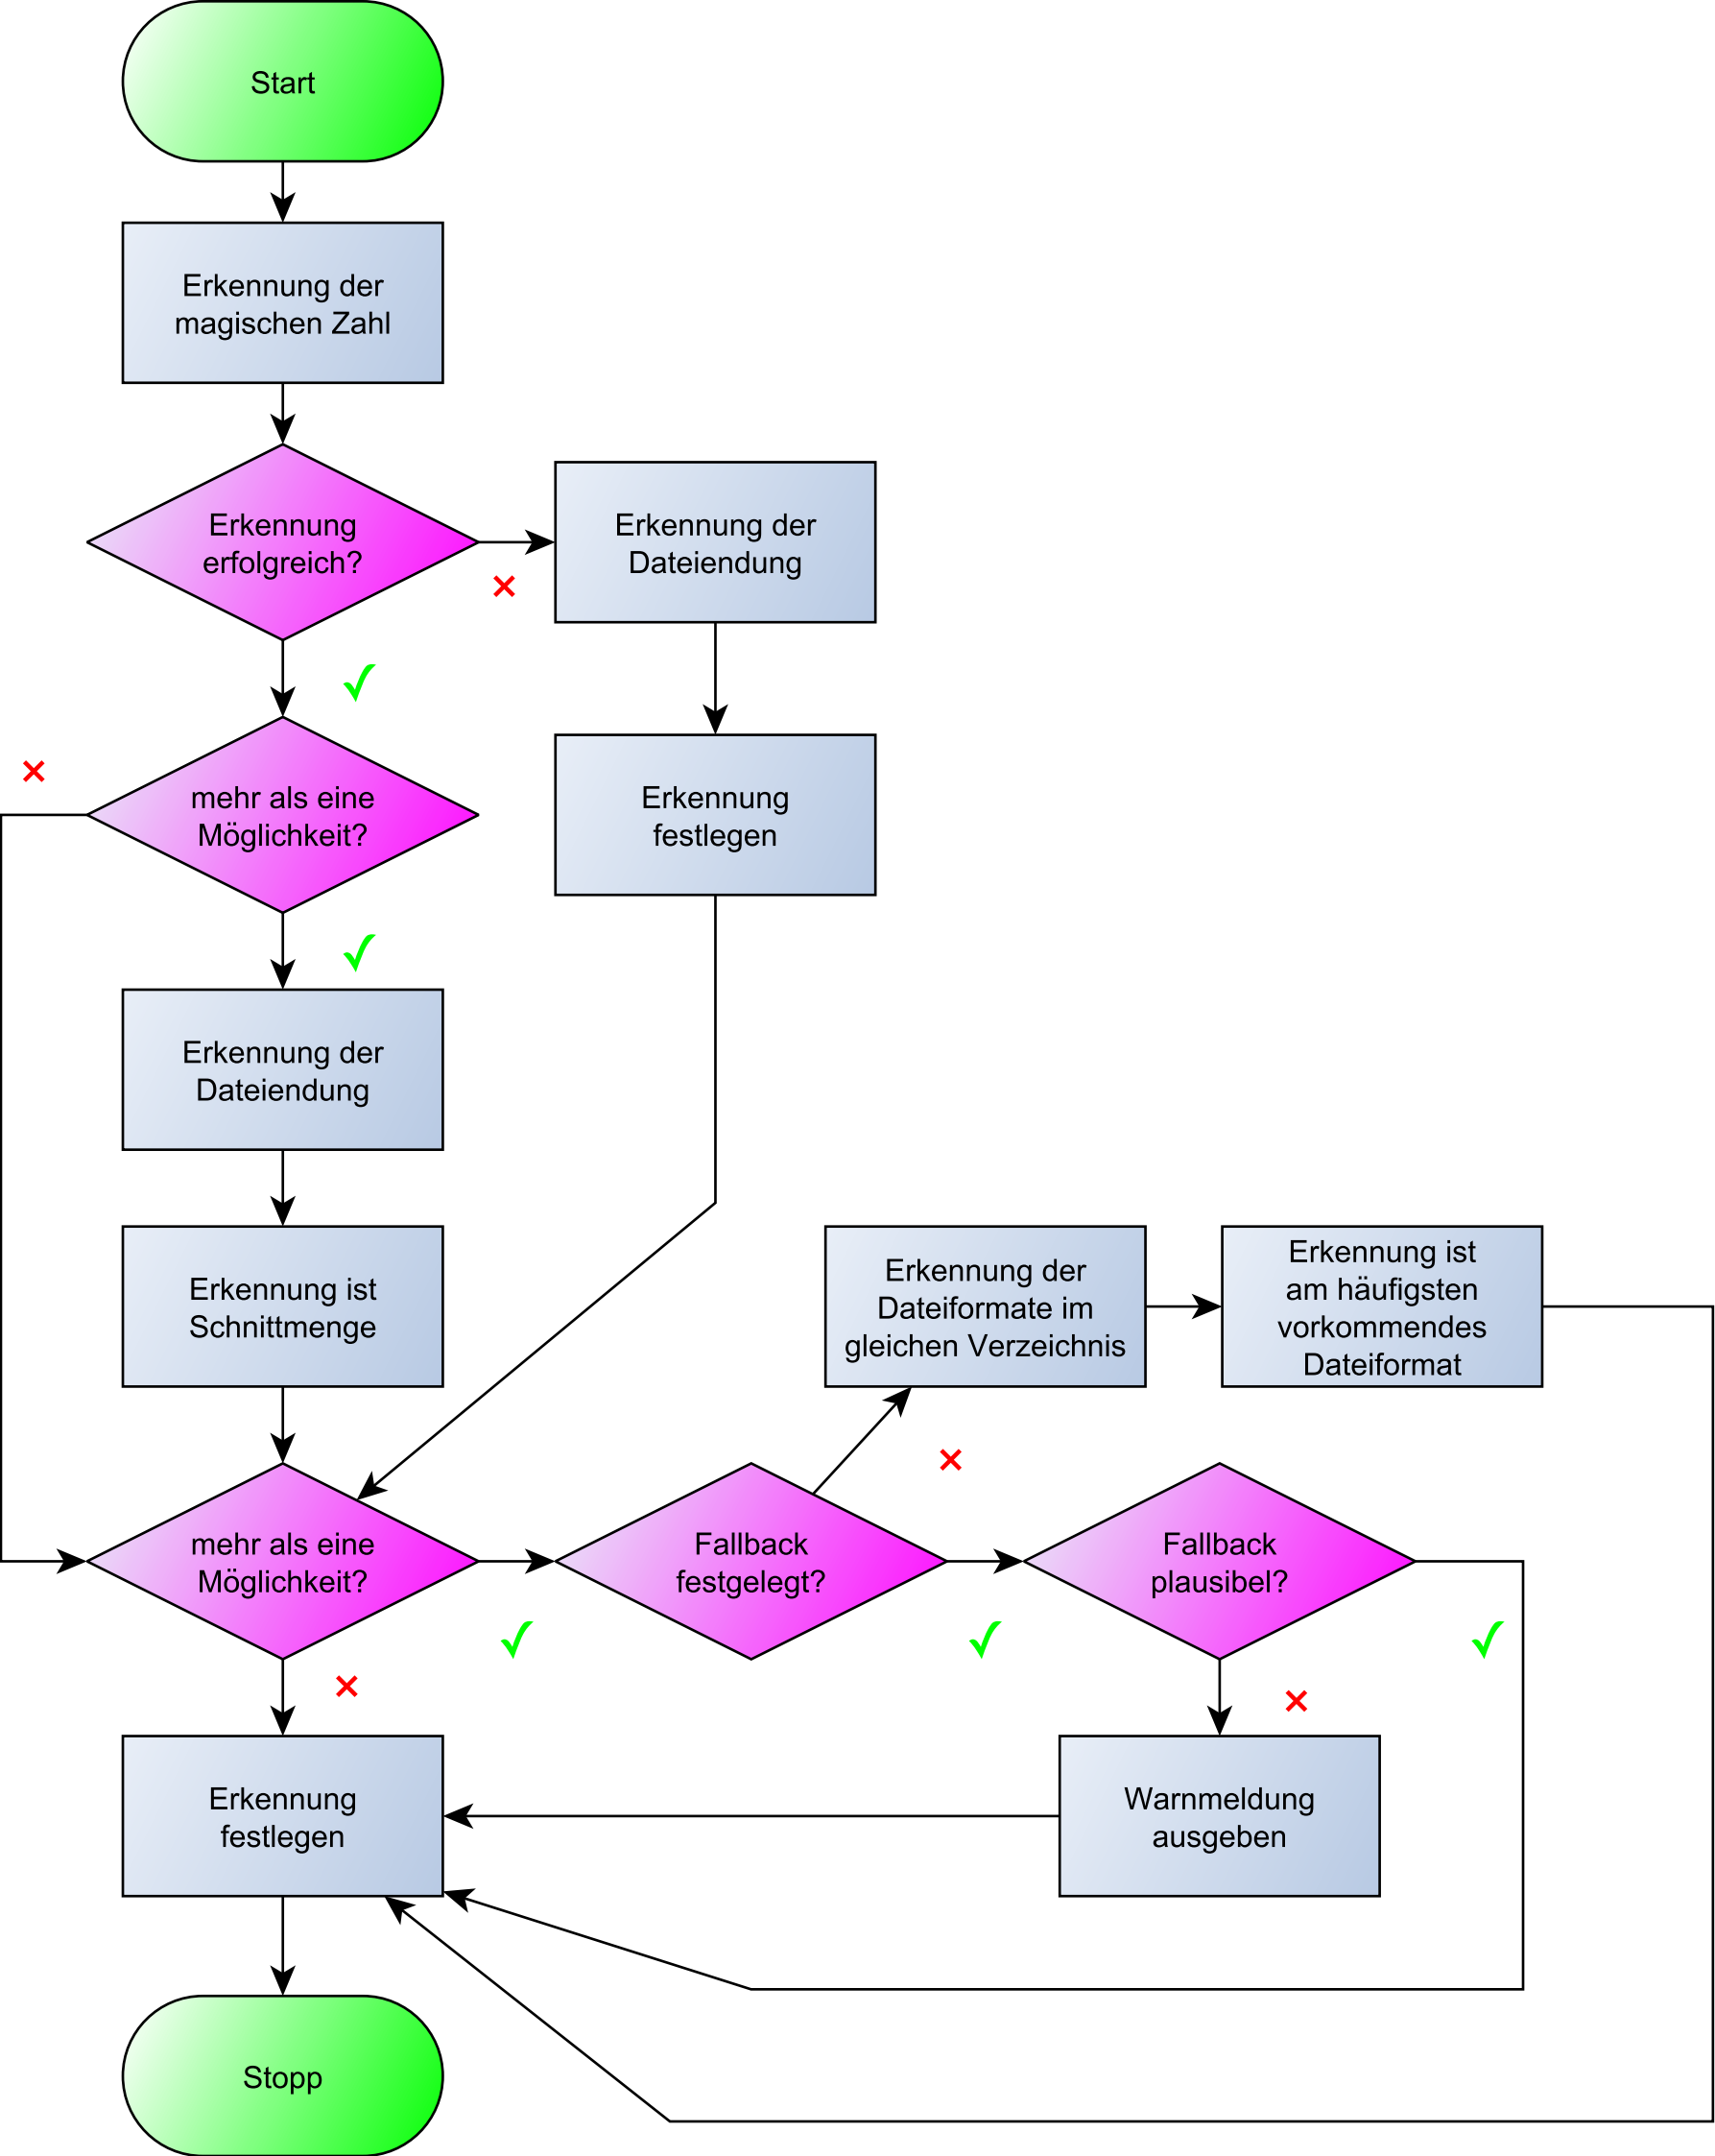 Start
Erkennung der
magischen Zahl
Erkennung
erfolgreich?
Erkennung der
Dateiendung
mehr als eine
Möglichkeit?
Erkennung
festlegen
Erkennung der
Dateiendung
Erkennung ist
Schnittmenge
Erkennung der
Dateiformate im
gleichen Verzeichnis
Erkennung ist
am häufigsten
vorkommendes
Dateiformat
mehr als eine
Möglichkeit?
Fallback
festgelegt?
Fallback
plausibel?
Erkennung
festlegen
Warnmeldung
ausgeben
Stopp